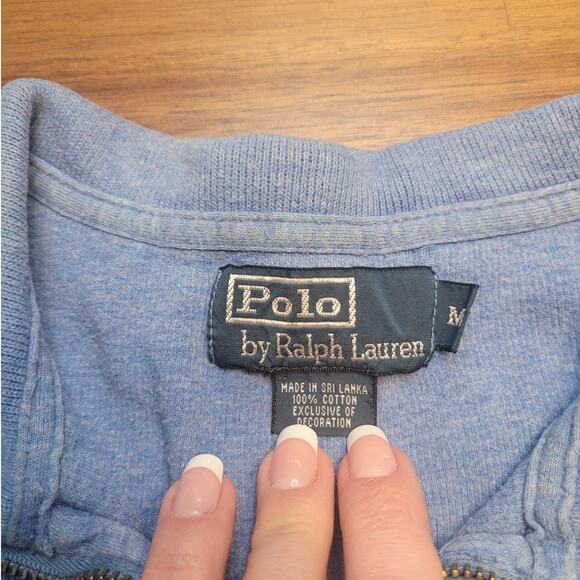 Polo
by Ralph Lauren
M
MADE IN SRI LANKA
100% COTTON
EXCLUSIVE OF
DECORATION